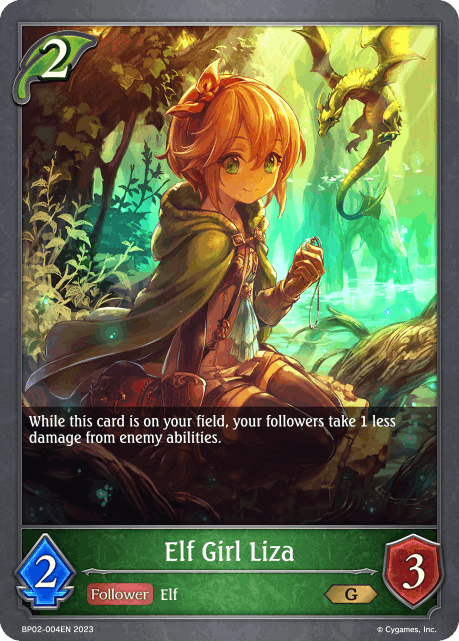 2
While this card is on your field, your followers take 1 less
damage from enemy abilities.
Elf Girl Liza
2
Follower Elf
G
3
BP02-004EN 2023
© Cygames, Inc.